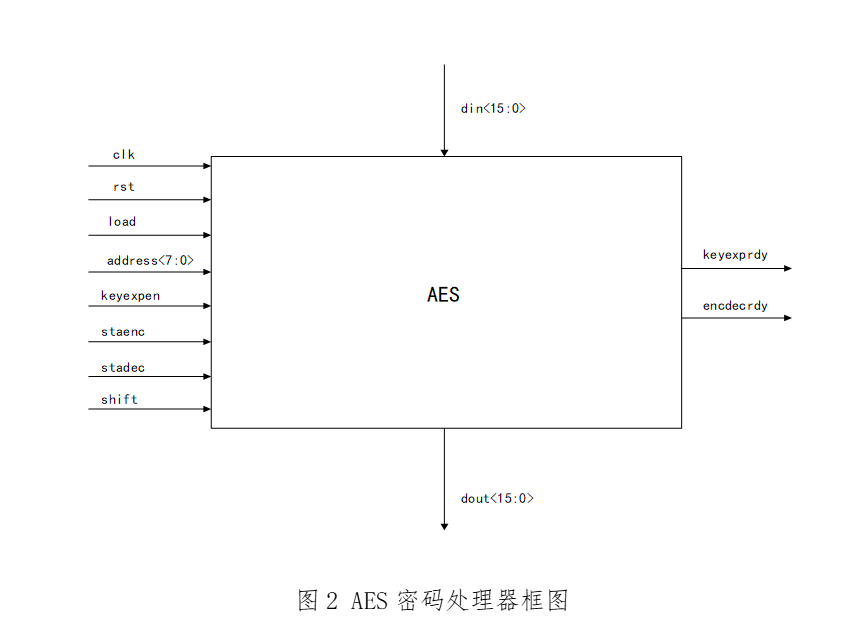 din<15:0>
clk
rst
load
address<7:0>
keyexpen
staenc
stadec
shift
AES
keyexprdy
encdecrdy
dout<15:0>
图 2 AES 密码处理器框图